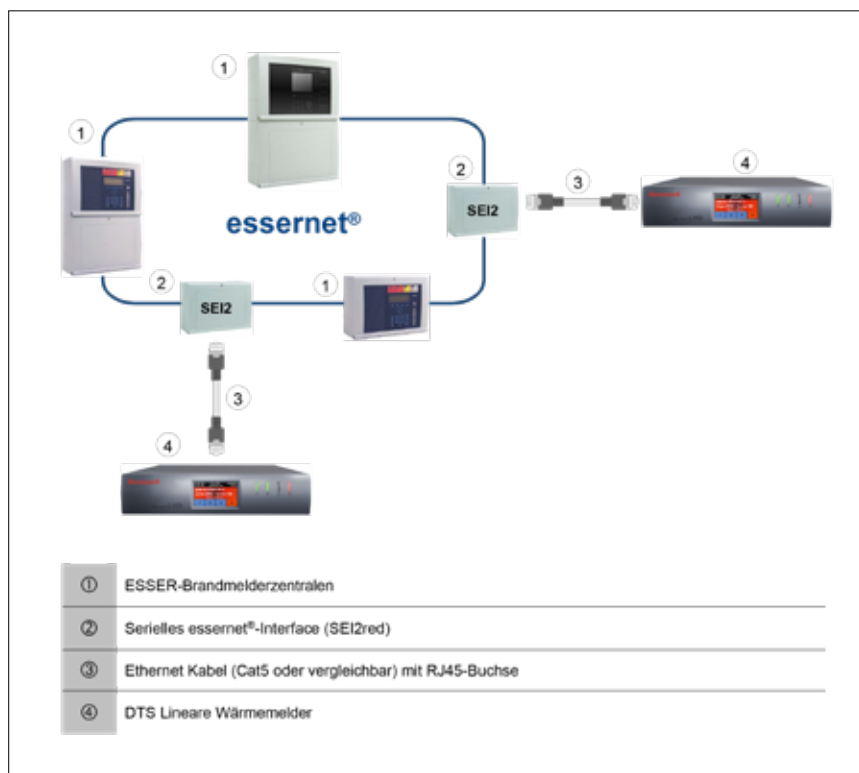 1
1
2
3
4
SEI2
essernet®
2
1
SEI2
3
4
① ESSER-Brandmelderzentralen
② Serielles essernet®-Interface (SEI2red)
③ Ethernet Kabel (Cat5 oder vergleichbar) mit RJ45-Buchse
④ DTS Lineare Wärmemelder